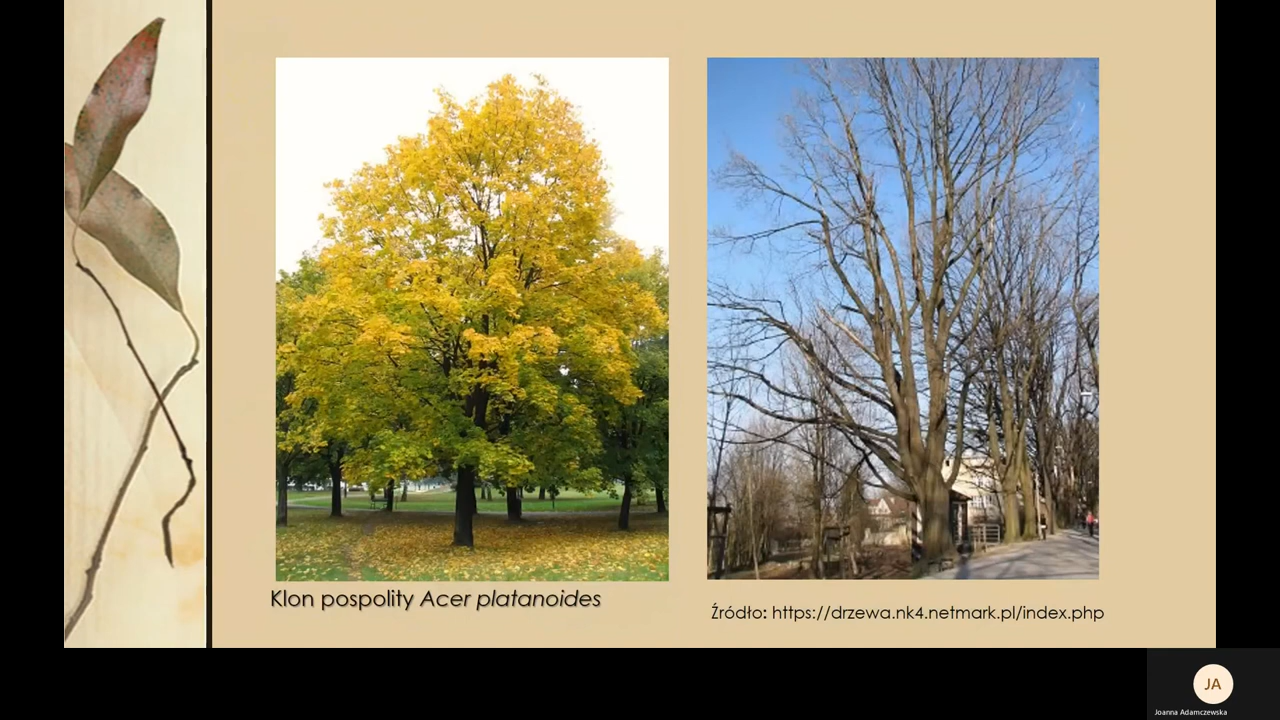 Klon pospolity Acer platanoides
Źródło: https://drzewa.nk4.netmark.pl/index.php
JA
Joanna Adamczewska